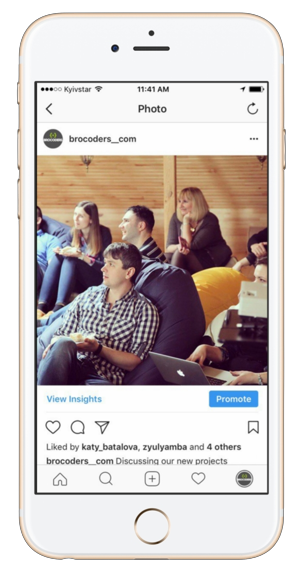 Kyivstar 11:41 AM
Photo
BROCODERS
brocoders__com
View Insights Promote
Liked by katy_batalova, zyulyamba and 4 others
brocoders__com Discussing our new projects